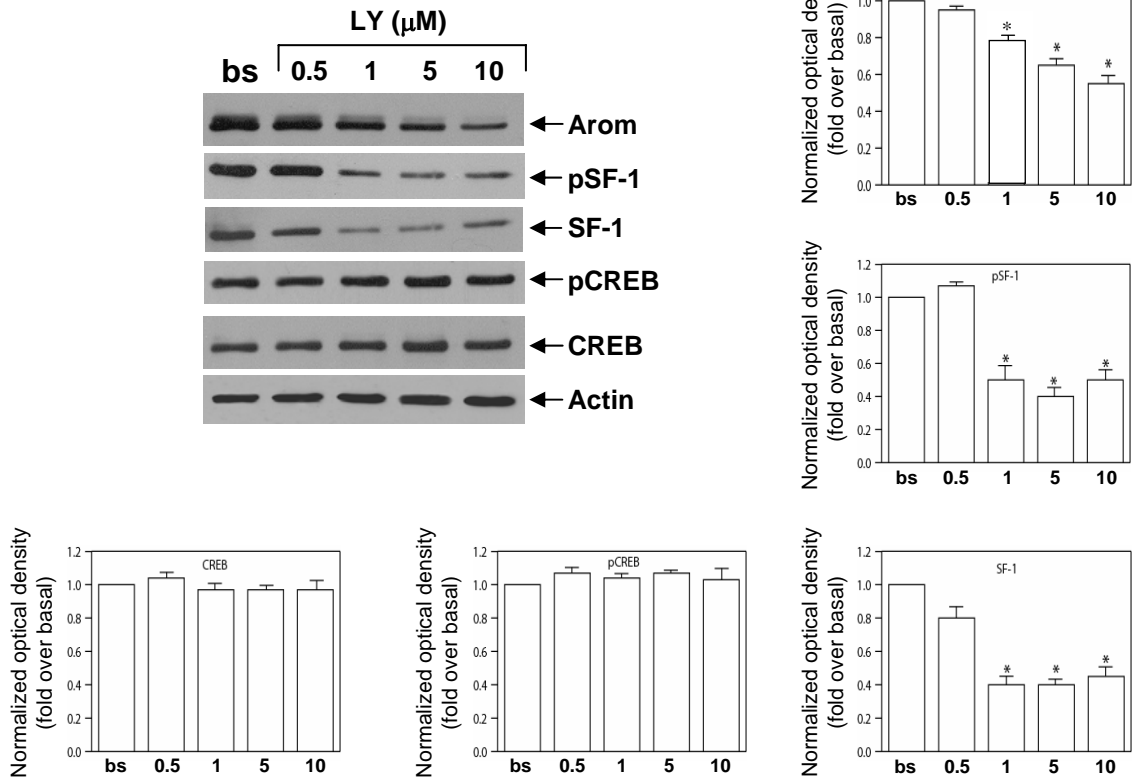 LY (µM)
bs 0.5 1 5 10
Arom
pSF-1
SF-1
pCREB
CREB
Actin
Normalized optical
(fold over basal)
0.8
0.6
0.4
0.2
0.0
* * *
bs 0.5 1 5 10
Normalized optical density
(fold over basal)
pSF-1
1.2
1.0
0.8
0.6
0.4
0.2
0.0
* * *
bs 0.5 1 5 10
Normalized optical density
(fold over basal)
CREB
1.2
1.0
0.8
0.6
0.4
0.2
0.0
bs 0.5 1 5 10
Normalized optical density
(fold over basal)
pCREB
1.2
1.0
0.8
0.6
0.4
0.2
0.0
bs 0.5 1 5 10
Normalized optical density
(fold over basal)
SF-1
1.2
1.0
0.8
0.6
0.4
0.2
0.0
* * *
bs 0.5 1 5 10